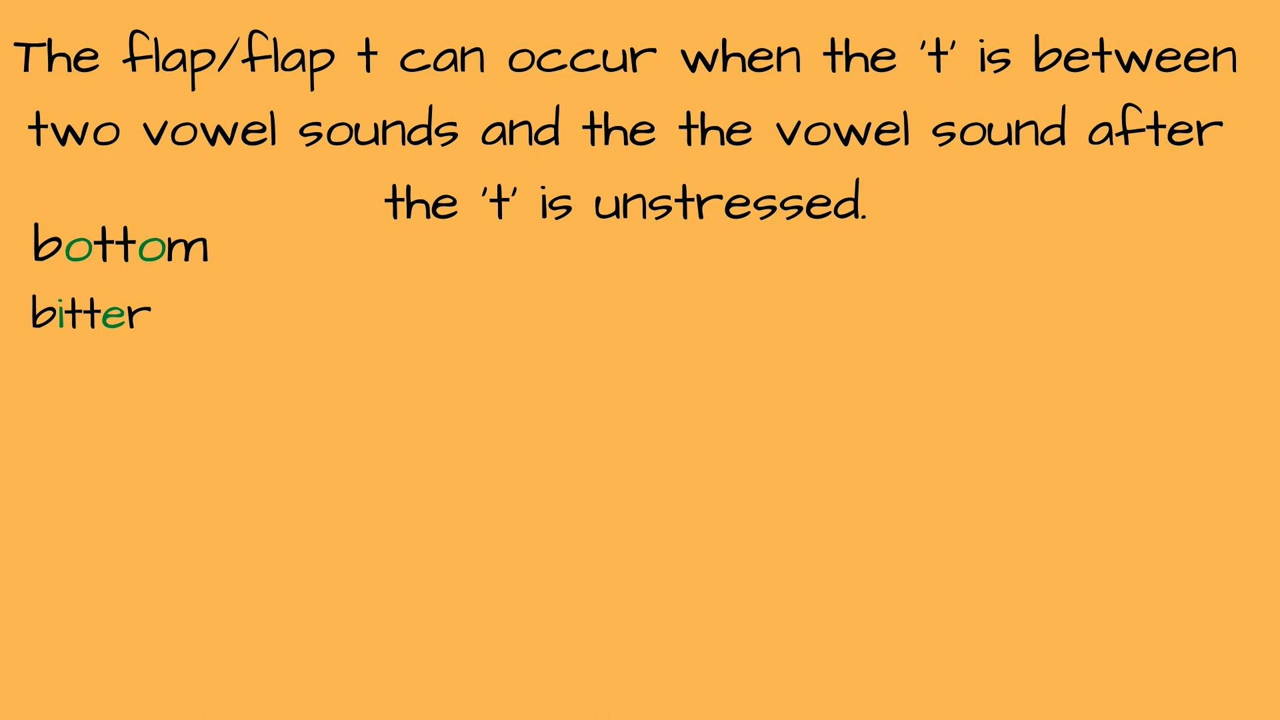 The flap/flap t can occur when the 't' is between
two vowel sounds and the the vowel sound after
the 't' is unstressed.
bottom
bitter